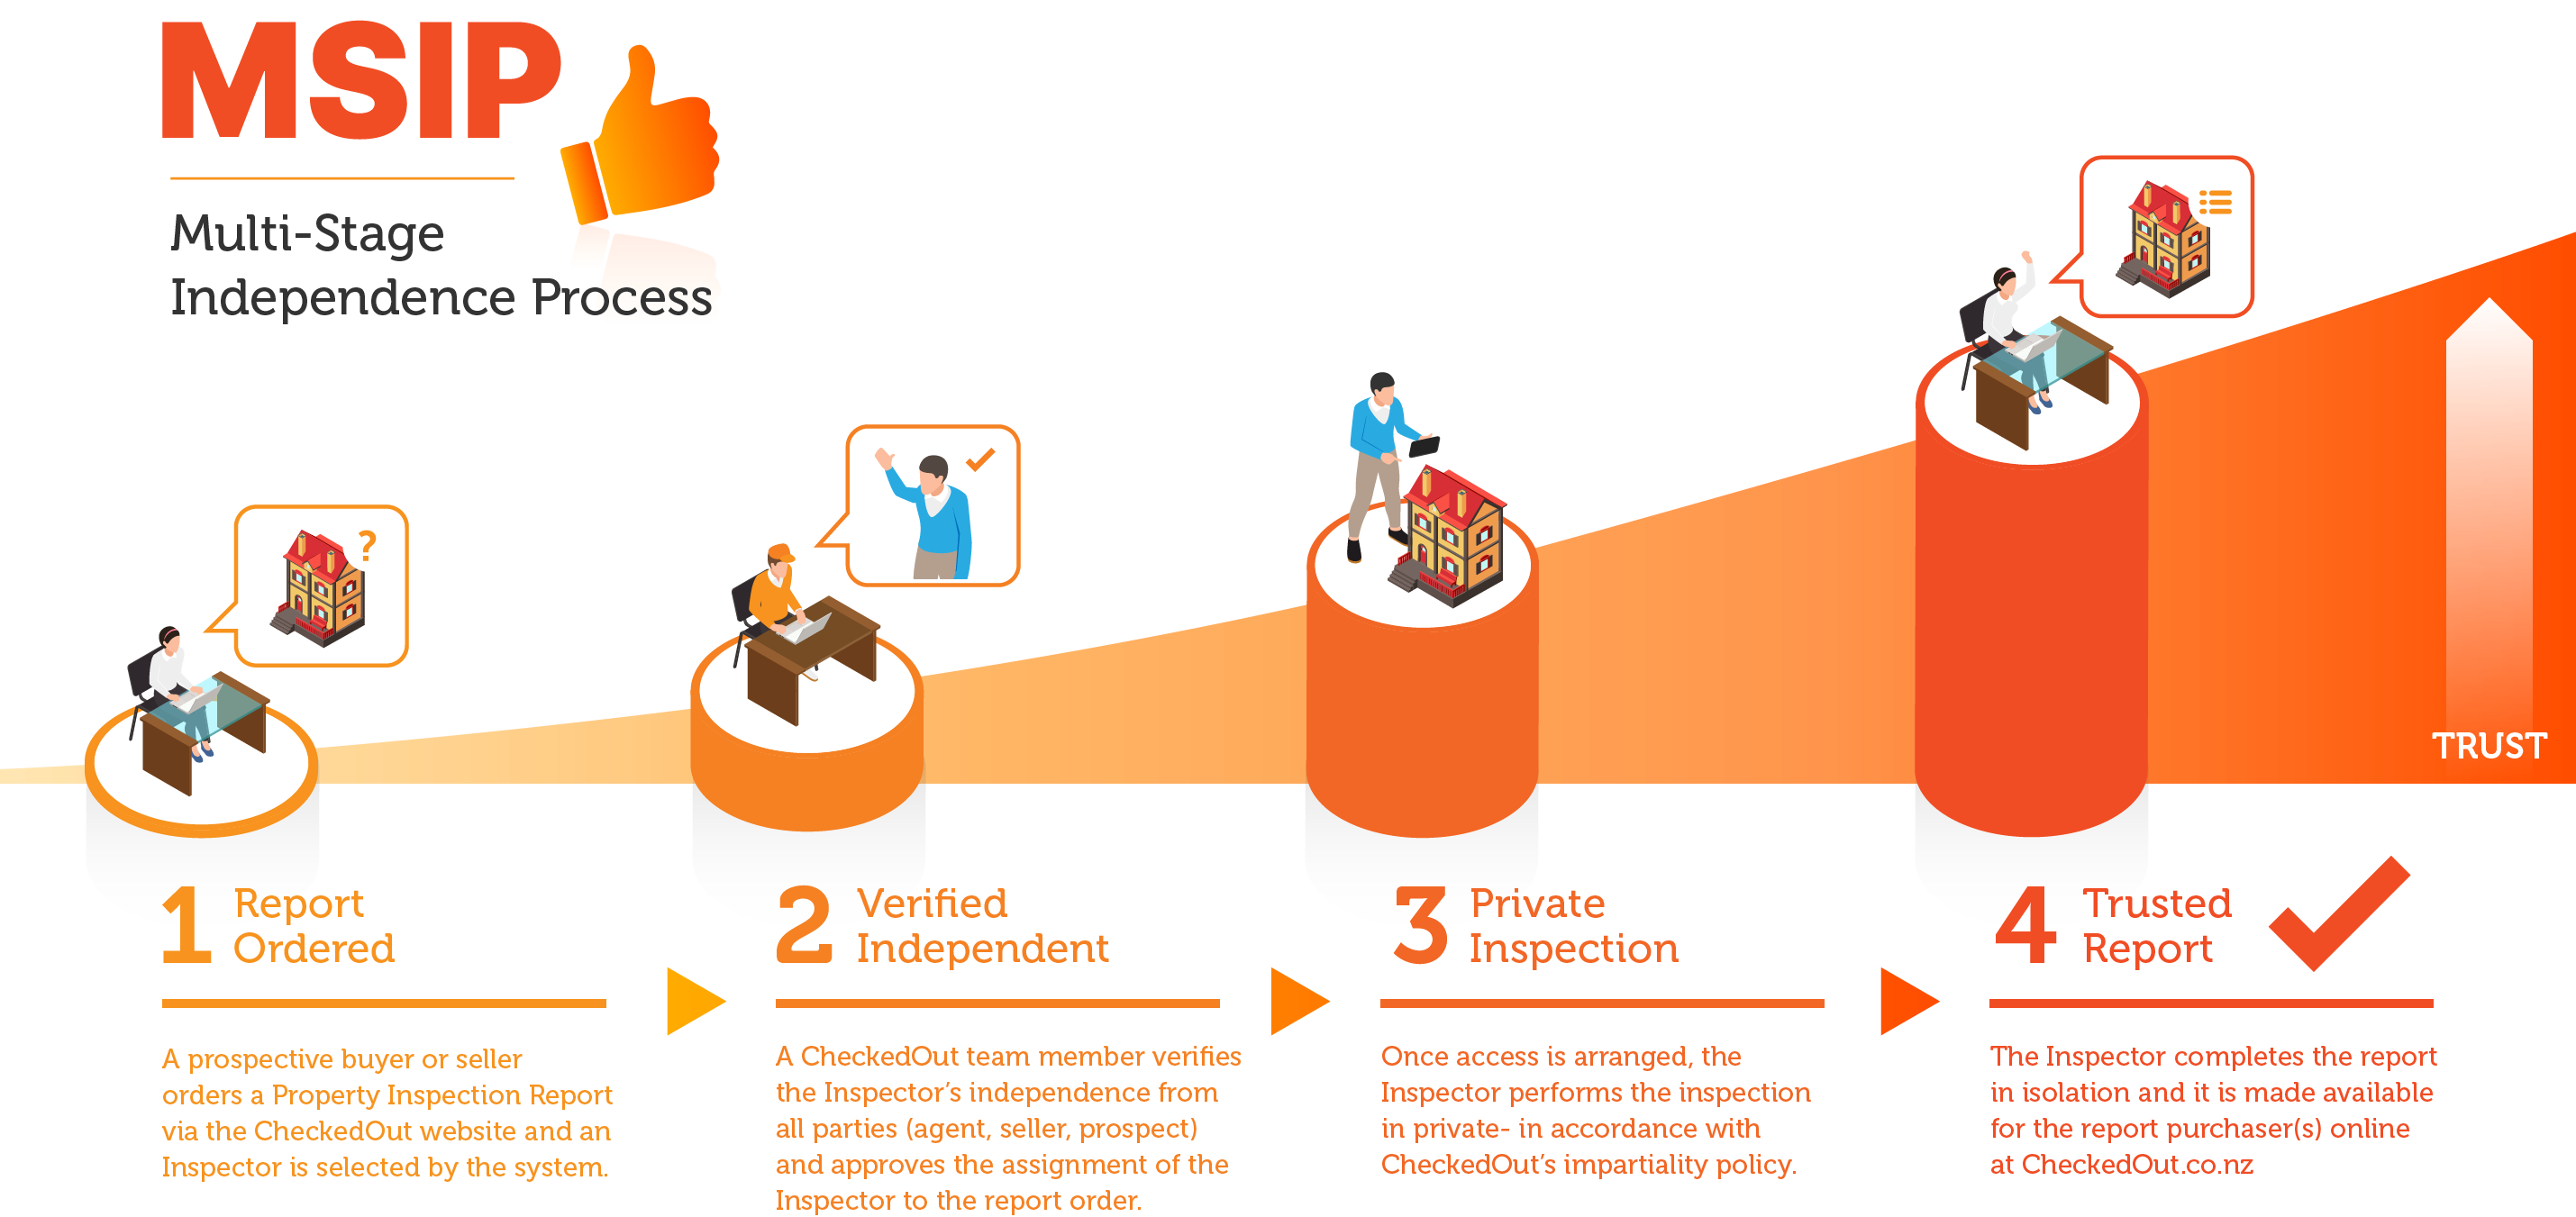 MSIP
Multi-Stage
Independence Process
?
TRUST
1 Report
Ordered
A prospective buyer or seller
orders a Property Inspection Report
via the CheckedOut website and an
Inspector is selected by the system.
2 Verified
Independent
A CheckedOut team member verifies
the Inspector’s independence from
all parties (agent, seller, prospect)
and approves the assignment of the
Inspector to the report order.
3 Private
Inspection
Once access is arranged, the
Inspector performs the inspection
in private- in accordance with
CheckedOut’s impartiality policy.
4 Trusted
Report
The Inspector completes the report
in isolation and it is made available
for the report purchaser(s) online
at CheckedOut.co.nz